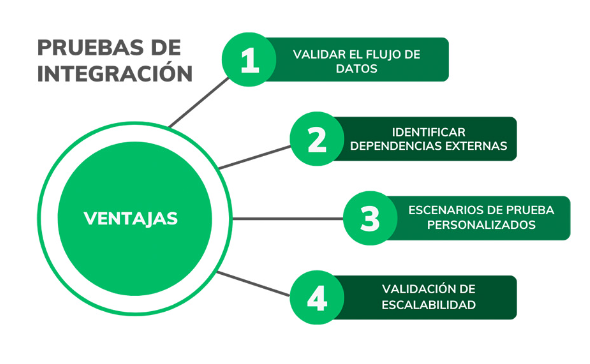 PRUEBAS DE
INTEGRACIÓN
VENTAJAS
1
VALIDAR EL FLUJO DE
DATOS
2
IDENTIFICAR
DEPENDENCIAS EXTERNAS
3
ESCENARIOS DE PRUEBA
PERSONALIZADOS
4
VALIDACIÓN DE
ESCALABILIDAD